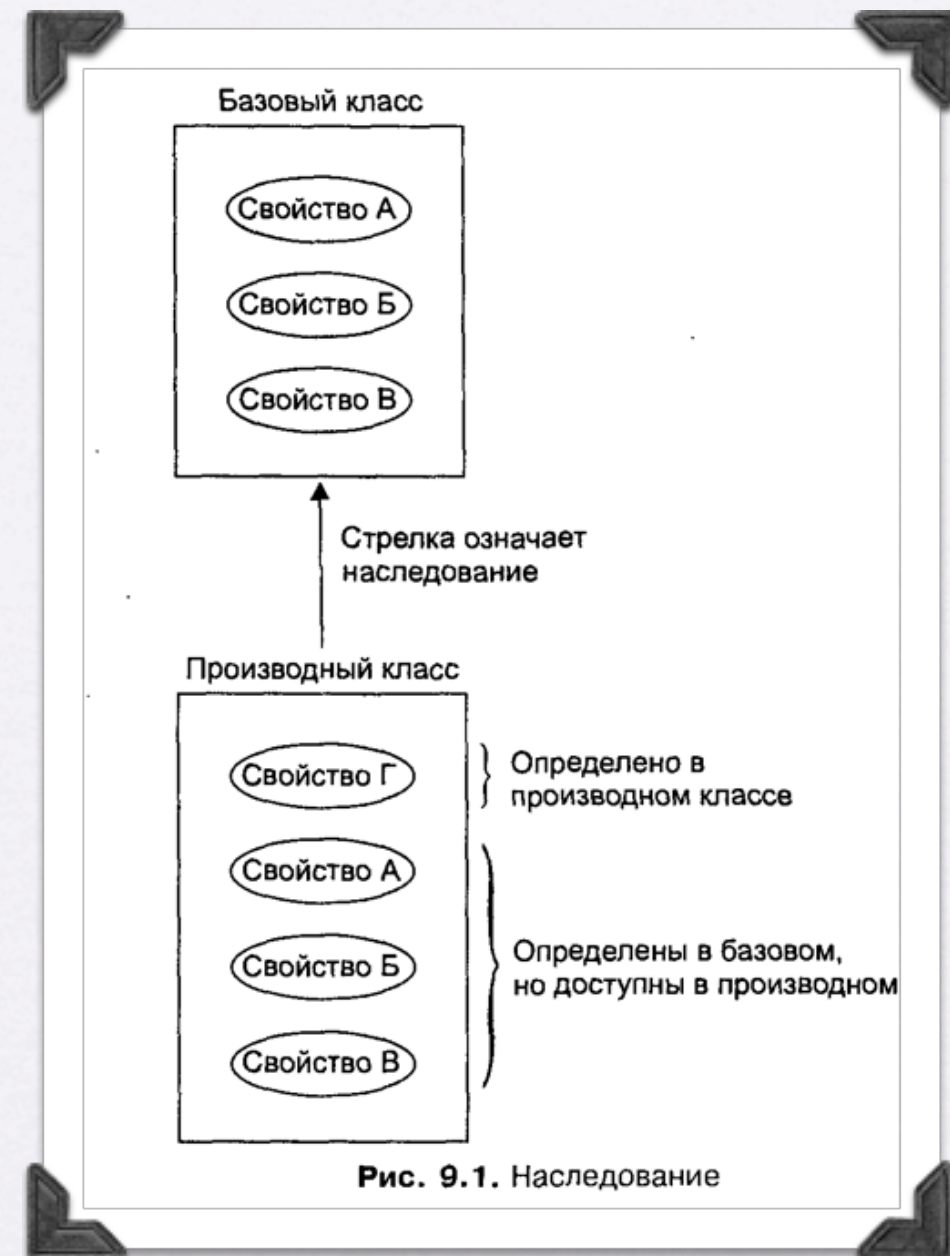 Базовый класс
Свойство А
Свойство Б
Свойство В
Стрелка означает
наследование
Производный класс
Свойство Г
Определено в
производном классе
Свойство А
Свойство Б
Свойство В
Определены в базовом,
но доступны в производном
Рис. 9.1. Наследование